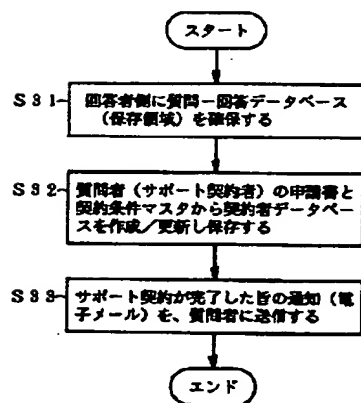 スタート
S31
回答者側に質問－回答データベース
（保存領域）を確保する
S32
質問者（サポート契約者）の申請書と
契約条件マスタから契約者データベース
を作成／更新し保存する
S33
サポート契約が完了した旨の通知（電
子メール）を、質問者に送信する
エンド